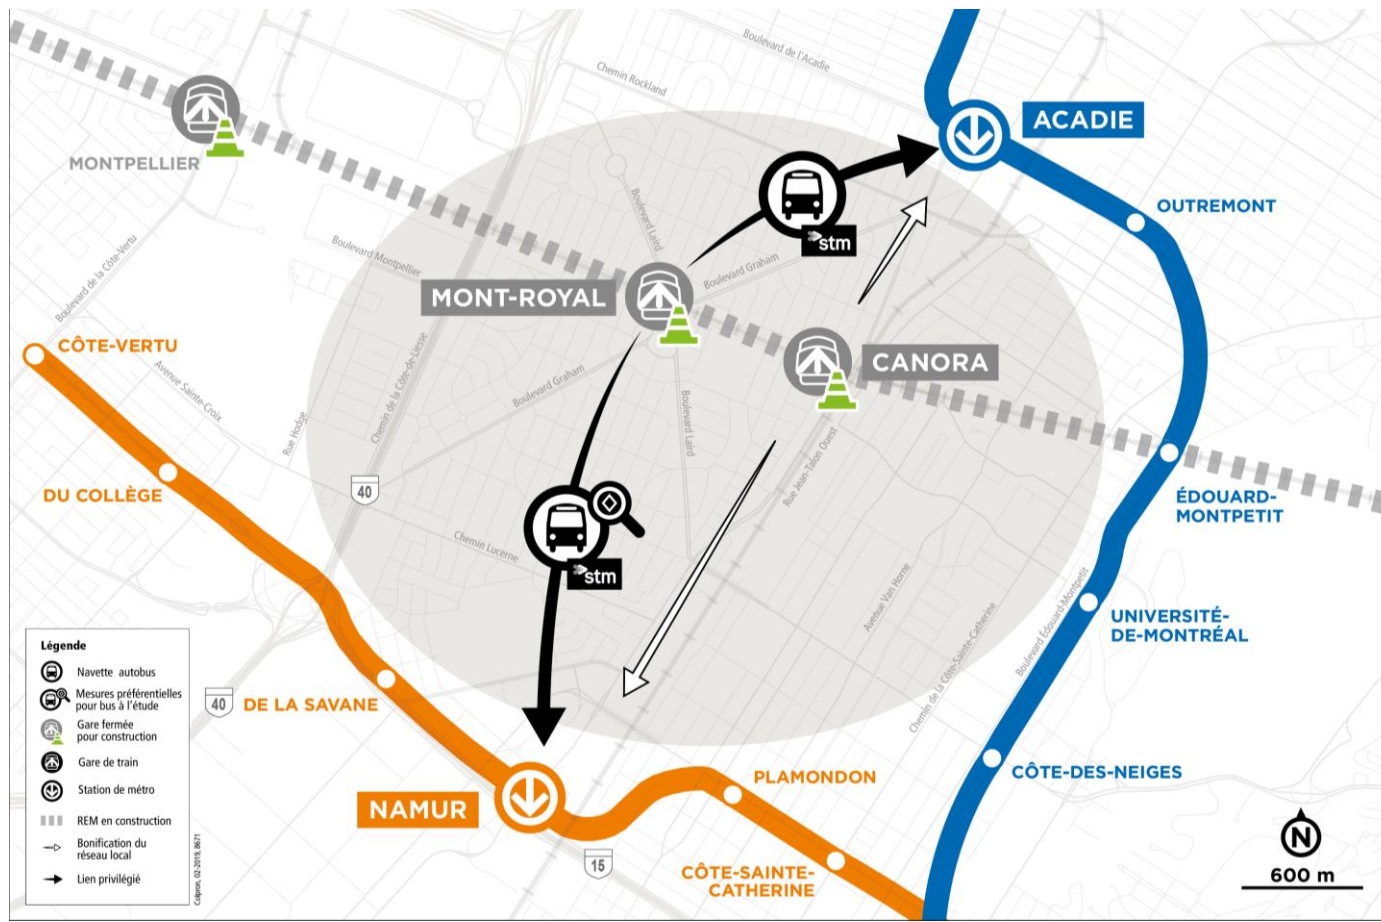 Boulevard de l'Acadie
Chemin Rockland
ACADIE
MONTPELLIER
OUTREMONT
Boulevard Laird
stm
Boulevard de la Côte-Vertu
Boulevard Montpellier
Boulevard Graham
MONT-ROYAL
CÔTE-VERTU
CANORA
Avenue Sainte-Croix
Chemin de la Côte-de-Liesse
Boulevard Graham
Boulevard Laird
Rue Hodge
Rue Jean-Talon Ouest
DU COLLÈGE
40
ÉDOUARD-
MONTPETIT
Chemin Lucerne
stm
Avenue Van Horne
Chemin de la Côte-Sainte-Catherine
Boulevard Édouard-Montpetit
UNIVERSITÉ-
DE-MONTRÉAL
40
DE LA SAVANE
PLAMONDON
CÔTE-DES-NEIGES
NAMUR
15
CÔTE-SAINTE-
CATHERINE
N
600 m
Légende
Navette autobus
Mesures préférentielles
pour bus à l'étude
Gare fermée
pour construction
Gare de train
Station de métro
REM en construction
Bonification du
réseau local
Lien privilégié
Colpron, 02-2019, 8671